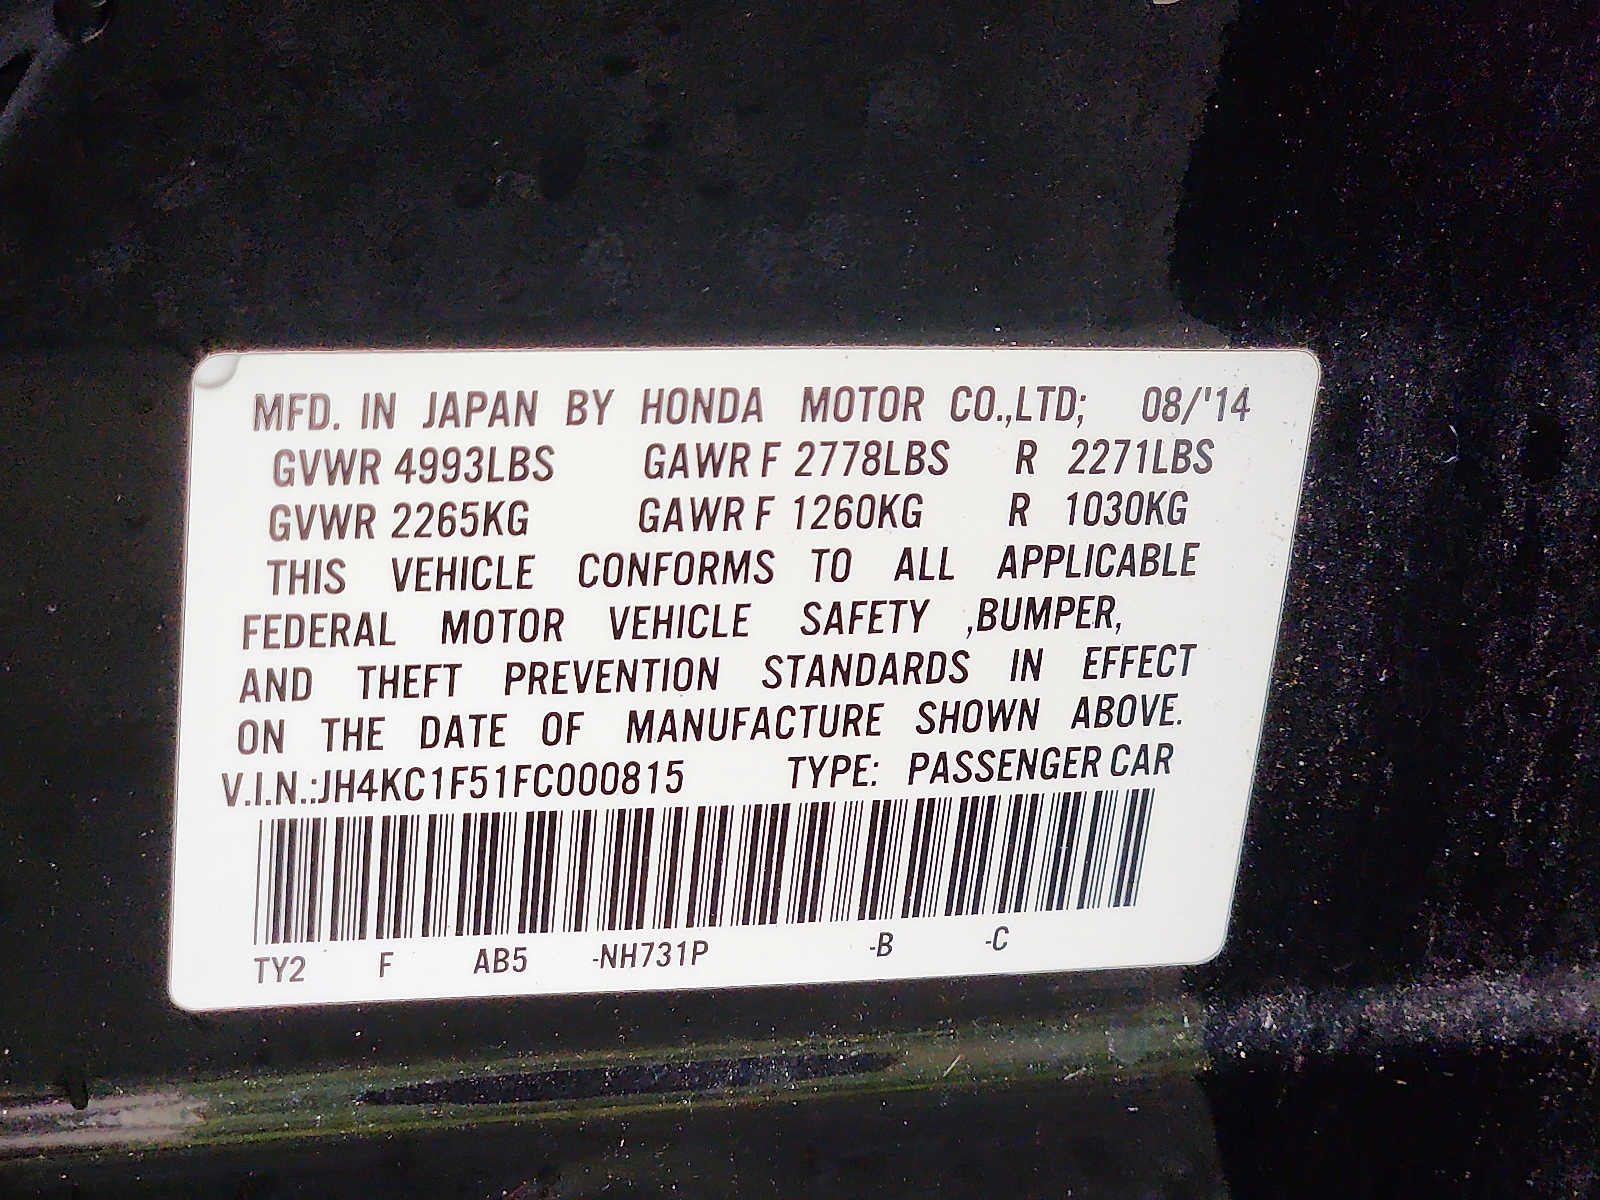 MFD. IN JAPAN BY HONDA MOTOR CO.,LTD; 08/'14
GVWR 4993LBS GAWR F 2778LBS R 2271LBS
GVWR 2265KG GAWR F 1260KG R 1030KG
THIS VEHICLE CONFORMS TO ALL APPLICABLE
FEDERAL MOTOR VEHICLE SAFETY ,BUMPER,
AND THEFT PREVENTION STANDARDS IN EFFECT
ON THE DATE OF MANUFACTURE SHOWN ABOVE.
V.I.N.:JH4KC1F51FC000815 TYPE: PASSENGER CAR
TY2 F AB5 -NH731P -B -C